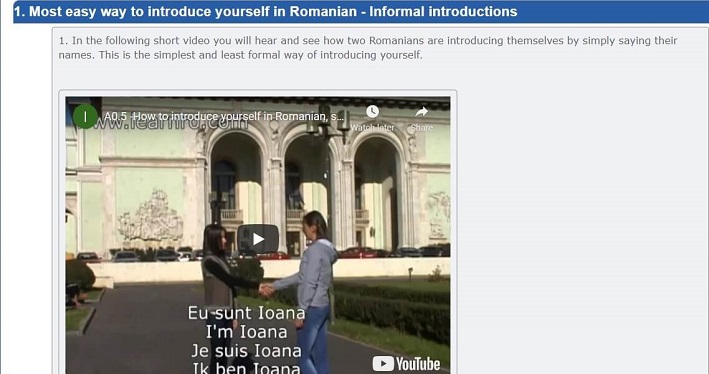 1. Most easy way to introduce yourself in Romanian - Informal introductions
1. In the following short video you will hear and see how two Romanians are introducing themselves by simply saying their
names. This is the simplest and least formal way of introducing yourself.
I
A0.5 -How to introduce yourself in Romanian, s...
www.learnro.com
Watch later
Share
Eu sunt Ioana
I'm Ioana
Je suis Ioana
Ik ben Ioana
YouTube